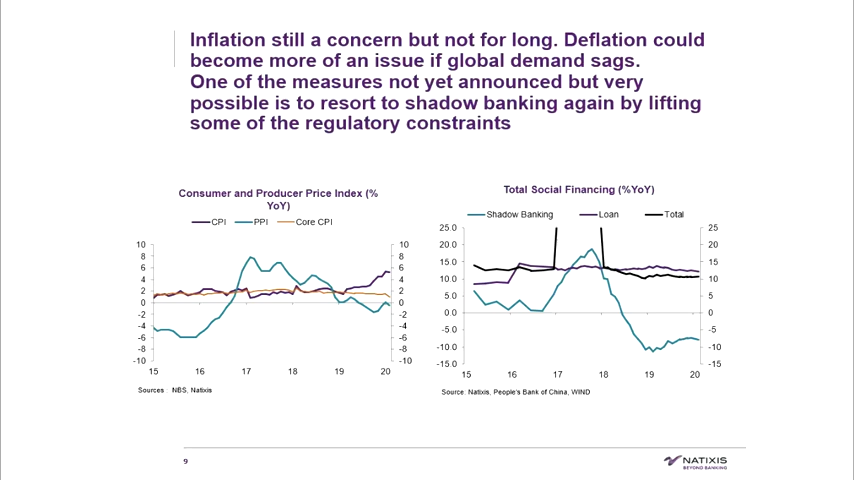 Inflation still a concern but not for long. Deflation could
become more of an issue if global demand sags.
One of the measures not yet announced but very
possible is to resort to shadow banking again by lifting
some of the regulatory constraints
Consumer and Producer Price Index (%
YoY)
CPI PPI Core CPI
10 10
8 8
6 6
4 4
2 2
0 0
-2 -2
-4 -4
-6 -6
-8 -8
-10 -10
15 16 17 18 19 20
Sources : NBS, Natixis
Total Social Financing (%YoY)
Shadow Banking Loan Total
25.0 25
20.0 20
15.0 15
10.0 10
5.0 5
0.0 0
-5.0 -5
-10.0 -10
-15.0 -15
15 16 17 18 19 20
Source: Natixis, People's Bank of China, WIND
9
NATIXIS
BEYOND BANKING